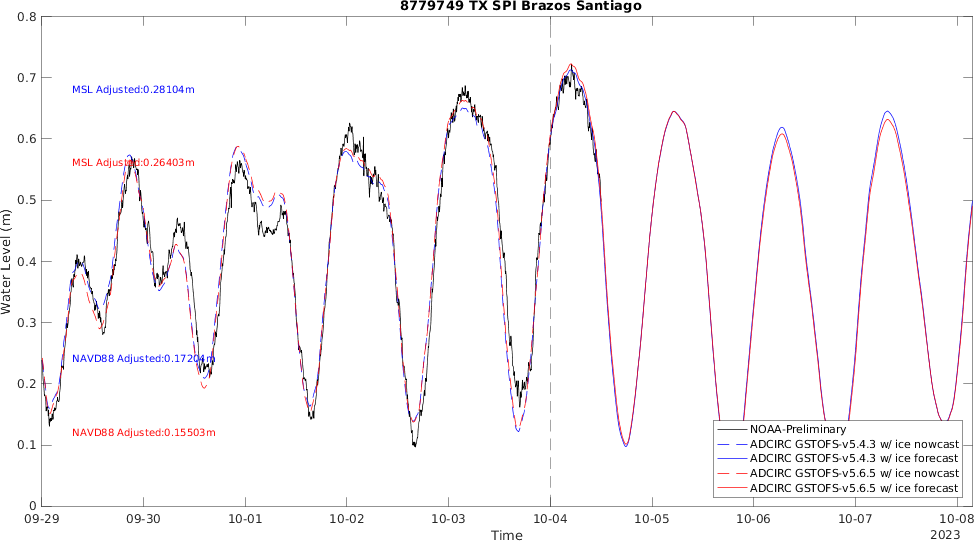 8779749 TX SPI Brazos Santiago
0.8
0.7
0.6
0.5
0.4
0.3
0.2
0.1
0
Water Level (m)
MSL Adjusted:0.28104m
MSL Adjusted:0.26403m
NAVD88 Adjusted:0.17204m
NAVD88 Adjusted:0.15503m
NOAA-Preliminary
ADCIRC GSTOFS-v5.4.3 w/ ice nowcast
ADCIRC GSTOFS-v5.4.3 w/ ice forecast
ADCIRC GSTOFS-v5.6.5 w/ ice nowcast
ADCIRC GSTOFS-v5.6.5 w/ ice forecast
09-29 09-30 10-01 10-02 10-03 10-04 10-05 10-06 10-07 10-08
2023
Time